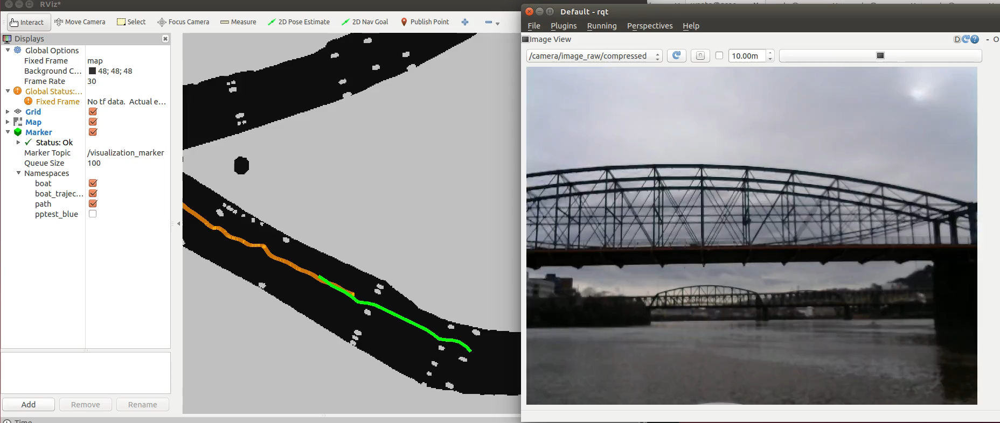 RViz*
Interact Move Camera Select Focus Camera Measure 2D Pose Estimate 2D Nav Goal Publish Point
Displays
Global Options
Fixed Frame map
Background C... 48; 48; 48
Frame Rate 30
Global Status:...
Fixed Frame No tf data. Actual e...
Grid
Map
Marker
Status: Ok
Marker Topic /visualization_marker
Queue Size 100
Namespaces
boat
boat_trajec...
path
pptest_blue
Add Remove Rename
Time
Default - rqt
File Plugins Running Perspectives Help
Image View D - O
/camera/image_raw/compressed 10.00m